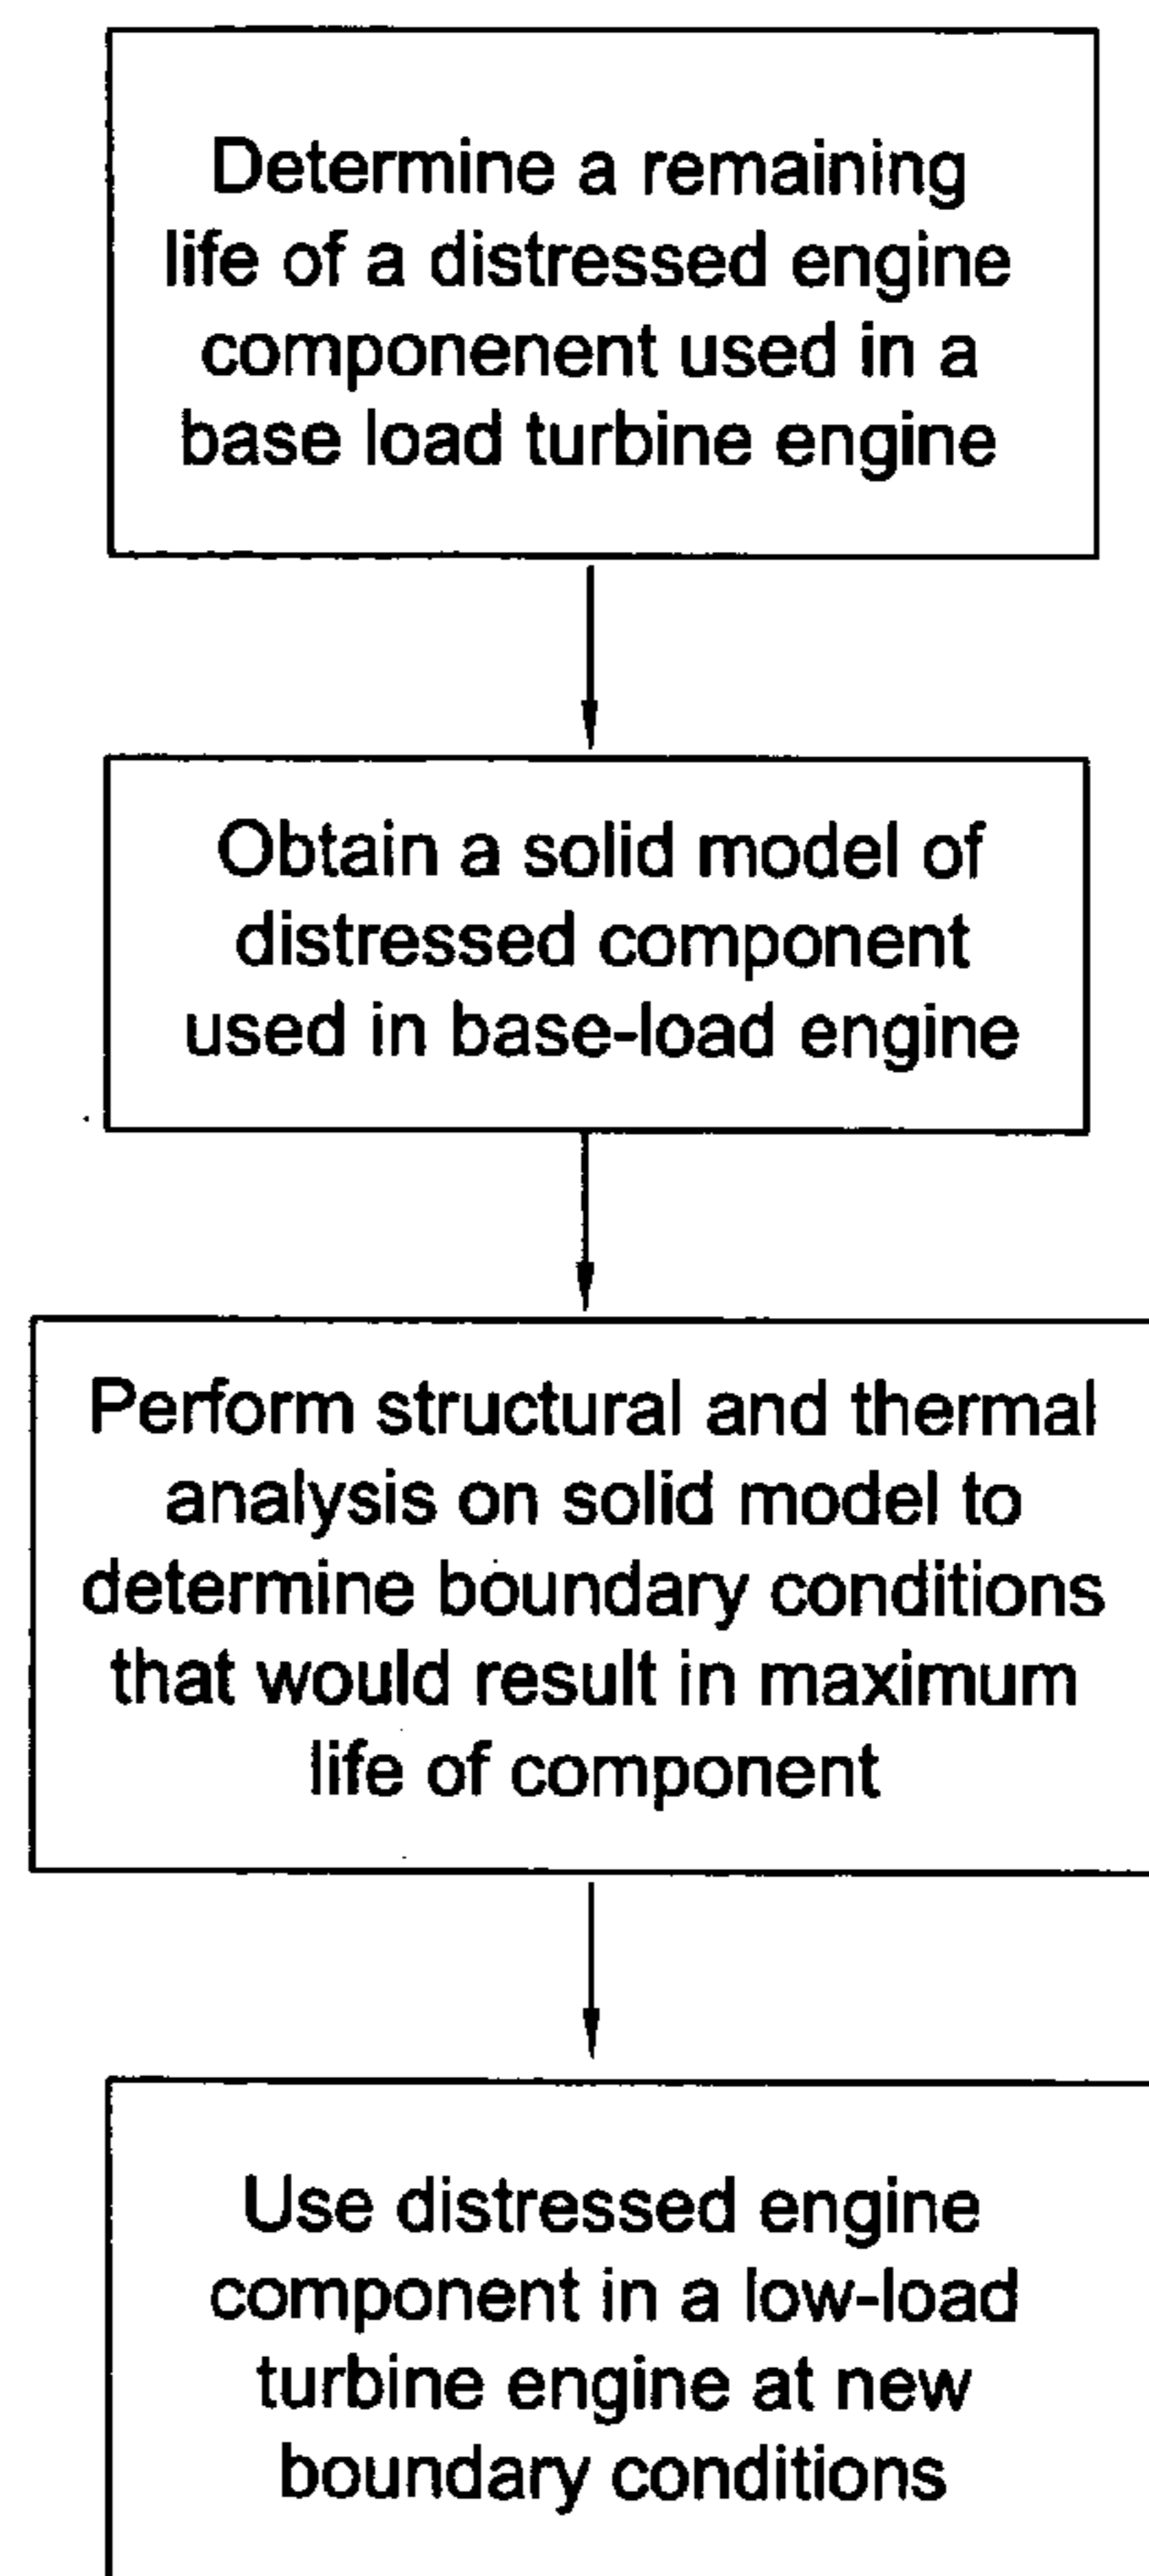 Determine a remaining
life of a distressed engine
componenent used in a
base load turbine engine
Obtain a solid model of
distressed component
used in base-load engine
Perform structural and thermal
analysis on solid model to
determine boundary conditions
that would result in maximum
life of component
Use distressed engine
component in a low-load
turbine engine at new
boundary conditions